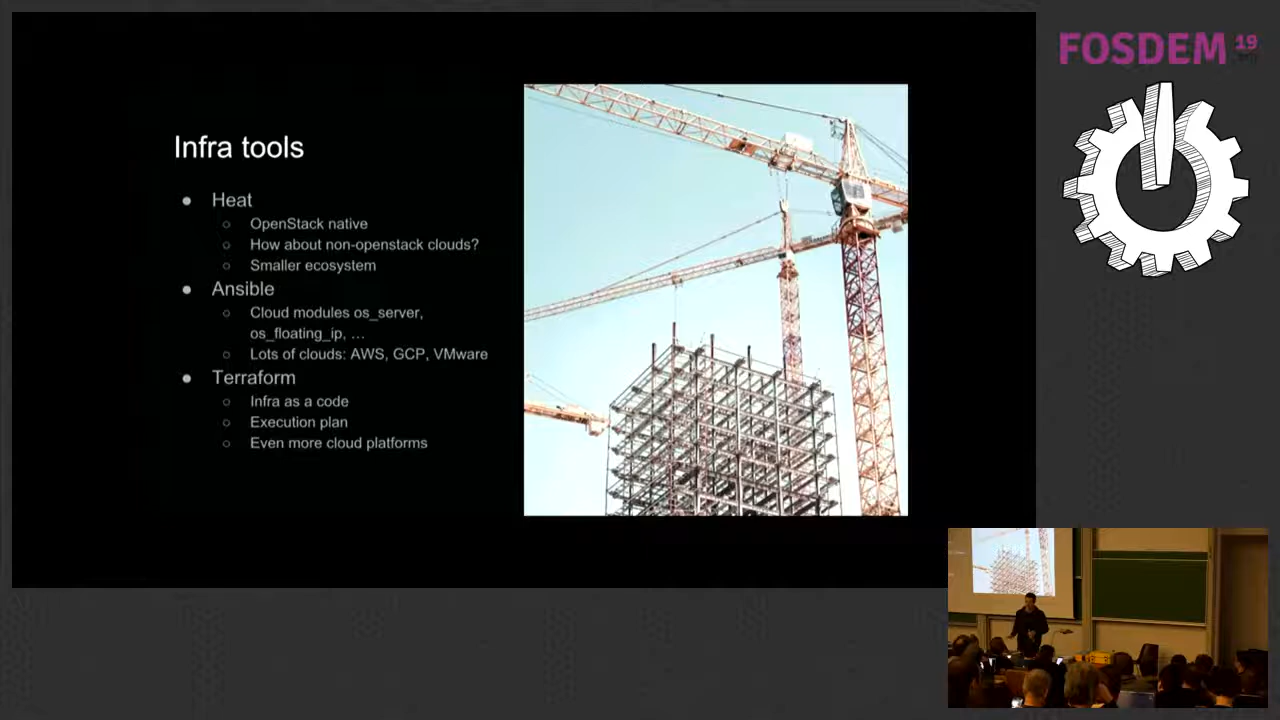 FOSDEM 19
Infra tools
● Heat
○ OpenStack native
○ How about non-openstack clouds?
○ Smaller ecosystem
● Ansible
○ Cloud modules os_server,
os_floating_ip, …
○ Lots of clouds: AWS, GCP, VMware
● Terraform
○ Infra as a code
○ Execution plan
○ Even more cloud platforms